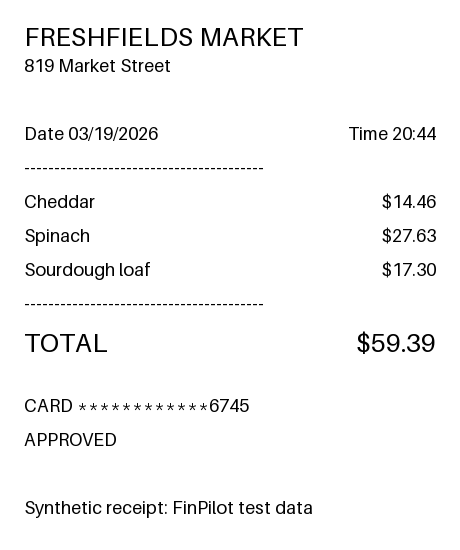 FRESHFIELDS MARKET
819 Market Street
Date 03/19/2026 Time 20:44
----------------------------------------
Cheddar $14.46
Spinach $27.63
Sourdough loaf $17.30
----------------------------------------
TOTAL $59.39
CARD ************6745
APPROVED
Synthetic receipt: FinPilot test data